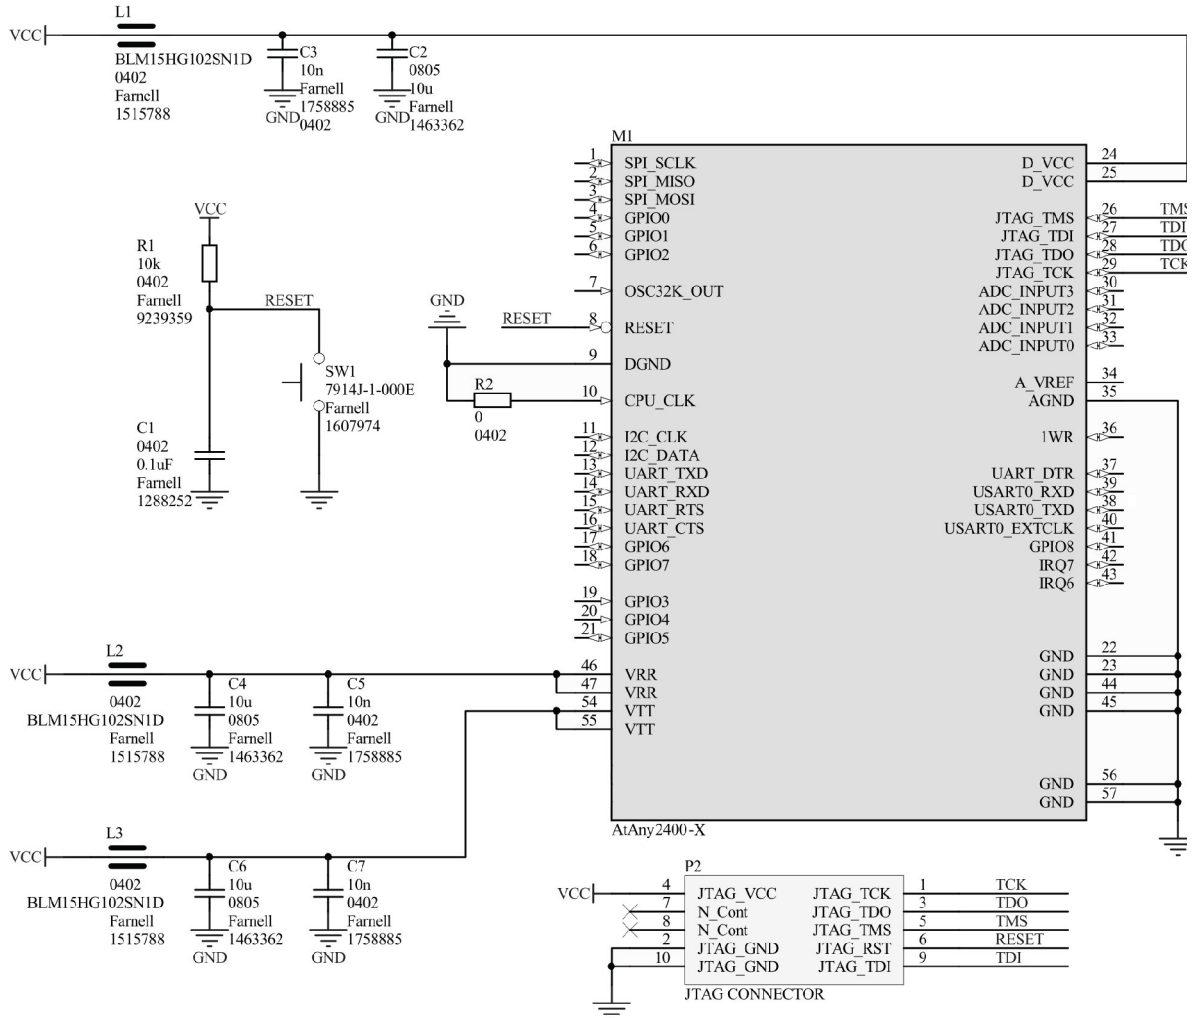 L1
VCC
BLM15HG102SN1D
0402
Farnell
1515788
C3
10n
Farnell
1758885
0402
GND
C2
0805
10u
Farnell
1463362
GND
VCC
R1
10k
0402
Farnell
9239359
RESET
SW1
7914J-1-000E
Farnell
1607974
C1
0402
0.1uF
Farnell
1288252
GND
RESET
R2
0
0402
M1
1 SPI_SCLK
2 SPI_MISO
3 SPI_MOSI
4 GPIO0
5 GPIO1
6 GPIO2
7 OSC32K_OUT
8 RESET
9 DGND
10 CPU_CLK
11 I2C_CLK
12 I2C_DATA
13 UART_TXD
14 UART_RXD
15 UART_RTS
16 UART_CTS
17 GPIO6
18 GPIO7
19 GPIO3
20 GPIO4
21 GPIO5
46 VRR
47 VRR
54 VTT
55 VTT
D_VCC 24
D_VCC 25
JTAG_TMS 26 TMS
JTAG_TDI 27 TDI
JTAG_TDO 28 TDO
JTAG_TCK 29 TCK
ADC_INPUT3 30
ADC_INPUT2 31
ADC_INPUT1 32
ADC_INPUT0 33
A_VREF 34
AGND 35
1WR 36
UART_DTR 37
USART0_RXD 39
USART0_TXD 38
USART0_EXTCLK 40
GPIO8 41
IRQ7 42
IRQ6 43
GND 22
GND 23
GND 44
GND 45
GND 56
GND 57
AtAny2400-X
L2
VCC
0402
BLM15HG102SN1D
Farnell
1515788
C4
10u
0805
Farnell
1463362
GND
C5
10n
0402
Farnell
1758885
GND
L3
VCC
0402
BLM15HG102SN1D
Farnell
1515788
C6
10u
0805
Farnell
1463362
GND
C7
10n
0402
Farnell
1758885
GND
P2
VCC 4 JTAG_VCC JTAG_TCK 1 TCK
7 N_Cont JTAG_TDO 3 TDO
8 N_Cont JTAG_TMS 5 TMS
2 JTAG_GND JTAG_RST 6 RESET
10 JTAG_GND JTAG_TDI 9 TDI
JTAG CONNECTOR